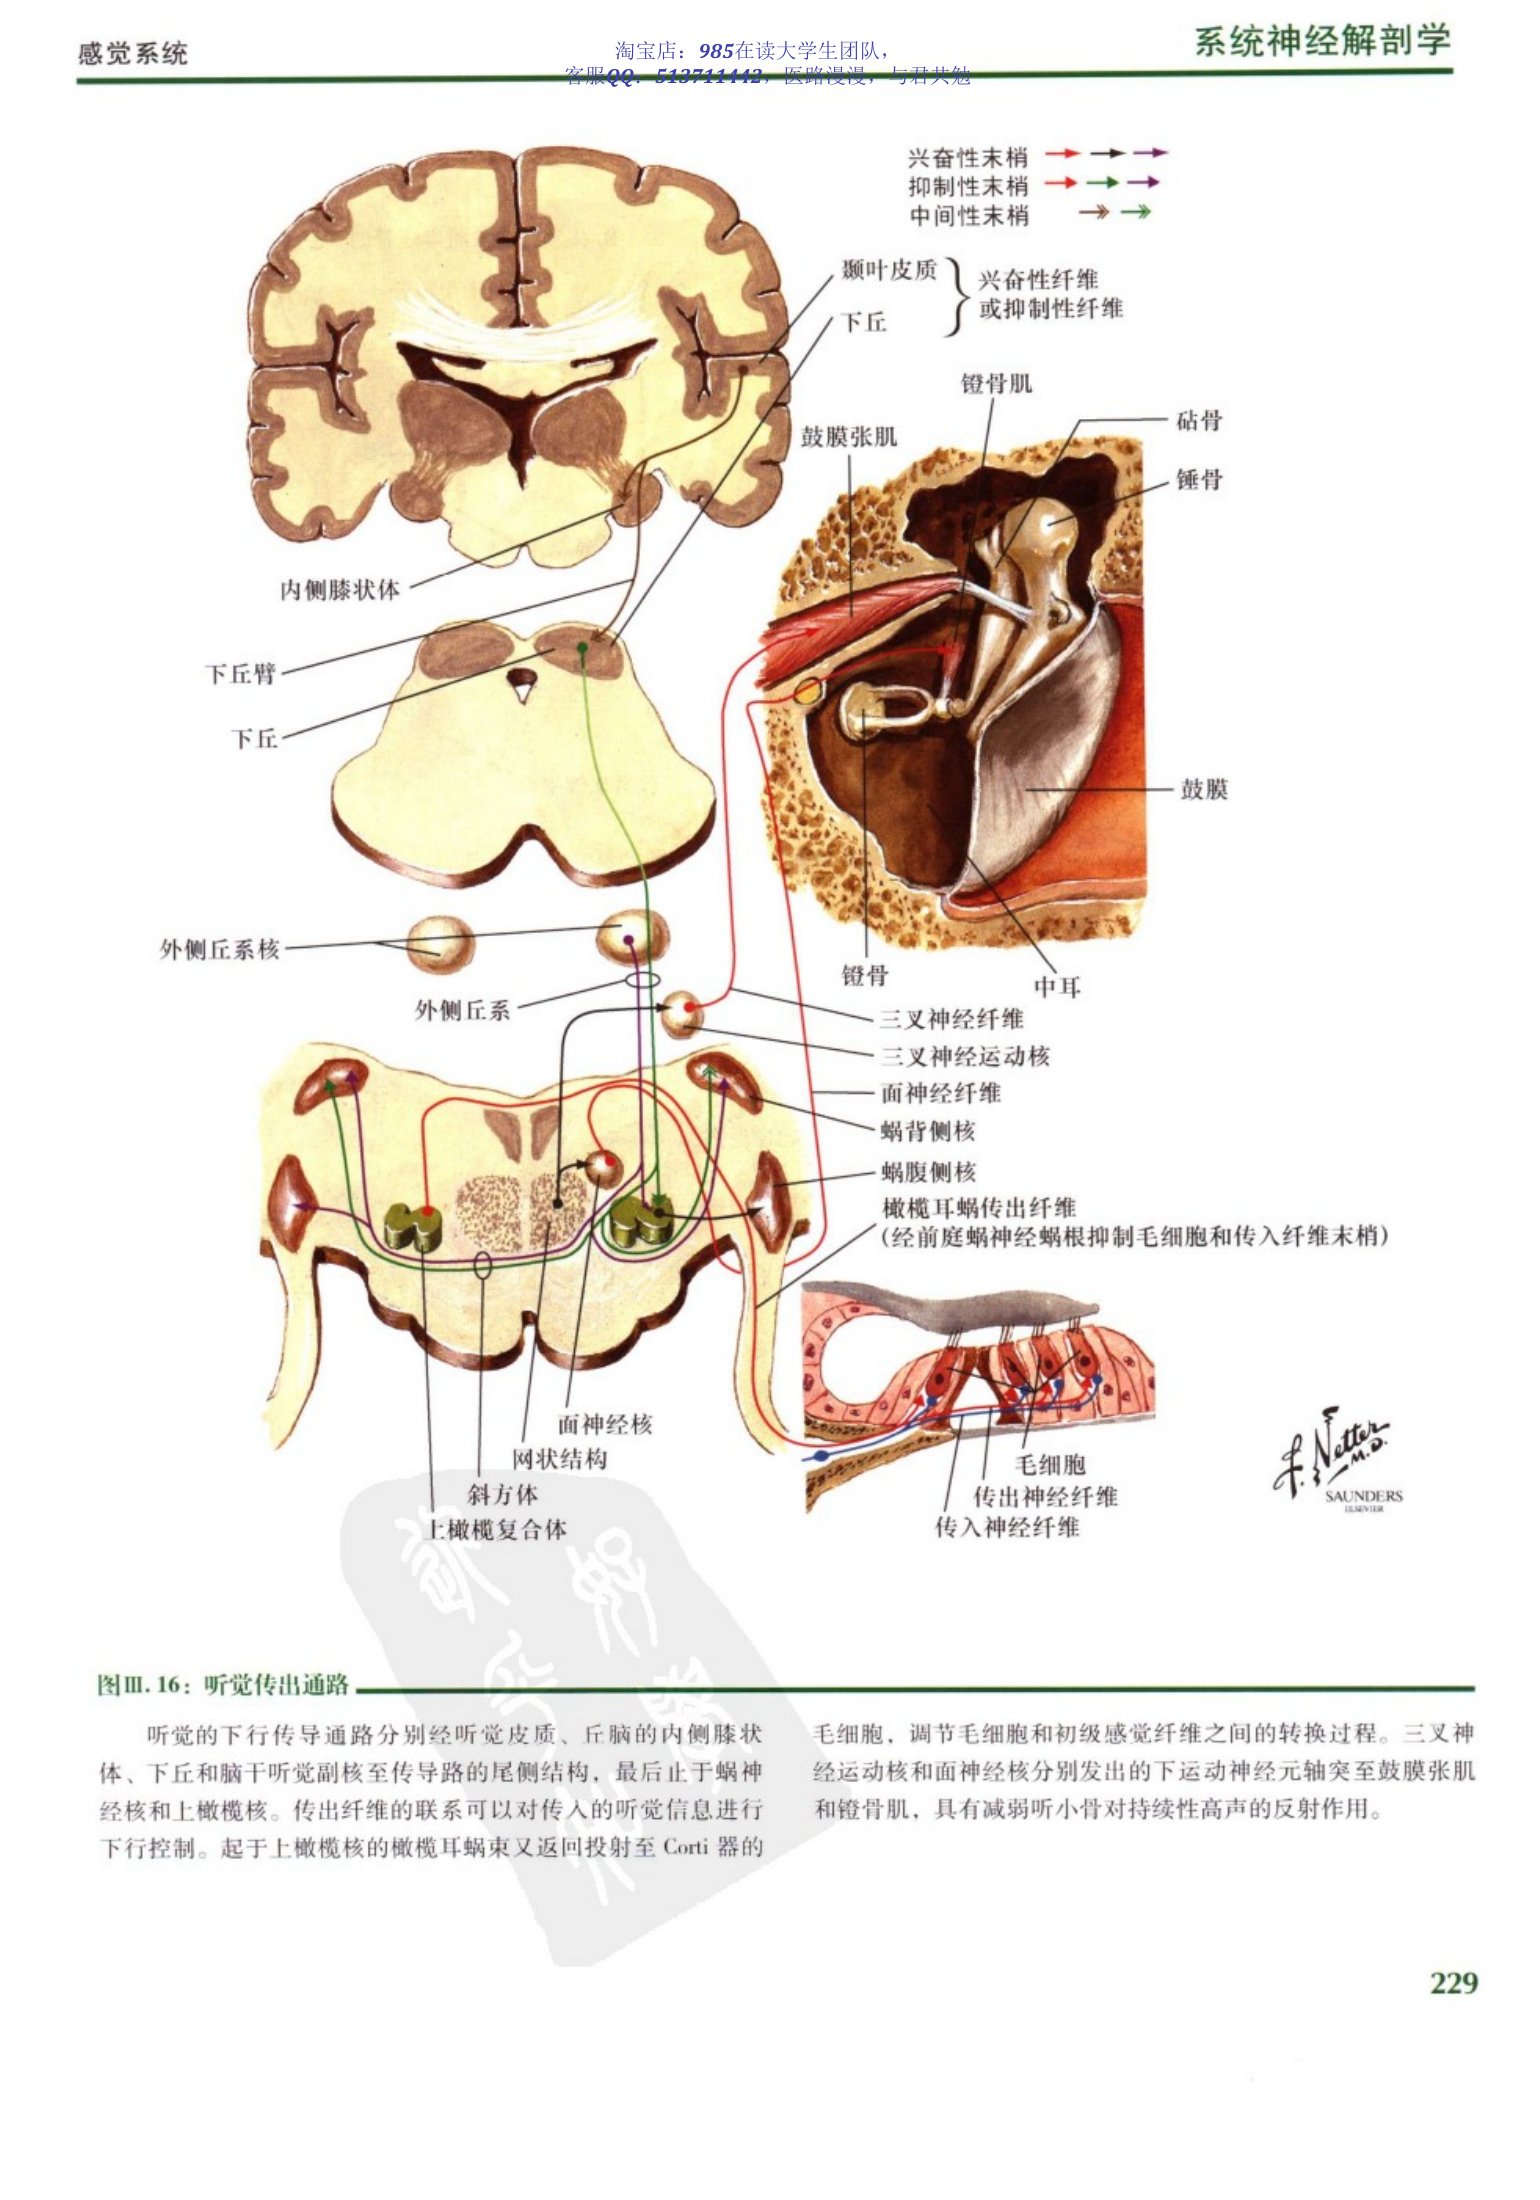 感觉系统
淘宝店：985在读大学生团队，
客服QQ：513711442，医路漫漫，与君共勉
系统神经解剖学
兴奋性末梢
抑制性末梢
中间性末梢
颞叶皮质
下丘
兴奋性纤维
或抑制性纤维
镫骨肌
砧骨
鼓膜张肌
锤骨
内侧膝状体
下丘臂
下丘
鼓膜
外侧丘系核
镫骨
中耳
外侧丘系
三叉神经纤维
三叉神经运动核
面神经纤维
蜗背侧核
蜗腹侧核
橄榄耳蜗传出纤维
(经前庭蜗神经蜗根抑制毛细胞和传入纤维末梢)
面神经核
网状结构
斜方体
上橄榄复合体
毛细胞
传出神经纤维
传入神经纤维
F. Netter
M.D.
SAUNDERS
ELSEVIER
图Ⅲ.16：听觉传出通路
听觉的下行传导通路分别经听觉皮质、丘脑的内侧膝状
体、下丘和脑干听觉副核至传导路的尾侧结构，最后止于蜗神
经核和上橄榄核。传出纤维的联系可以对传入的听觉信息进行
下行控制。起于上橄榄核的橄榄耳蜗束又返回投射至 Corti 器的
毛细胞，调节毛细胞和初级感觉纤维之间的转换过程。三叉神
经运动核和面神经核分别发出的下运动神经元轴突至鼓膜张肌
和镫骨肌，具有减弱听小骨对持续性高声的反射作用。
229